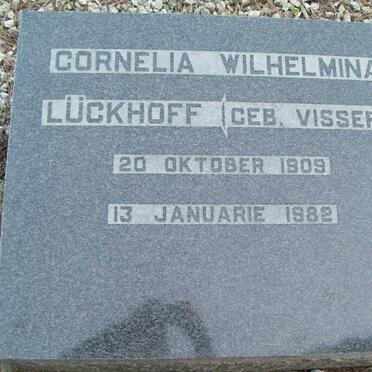 CORNELIA WILHELMINA
LÜCKHOFF (GEB. VISSER
20 OKTOBER 1909
13 JANUARIE 1982